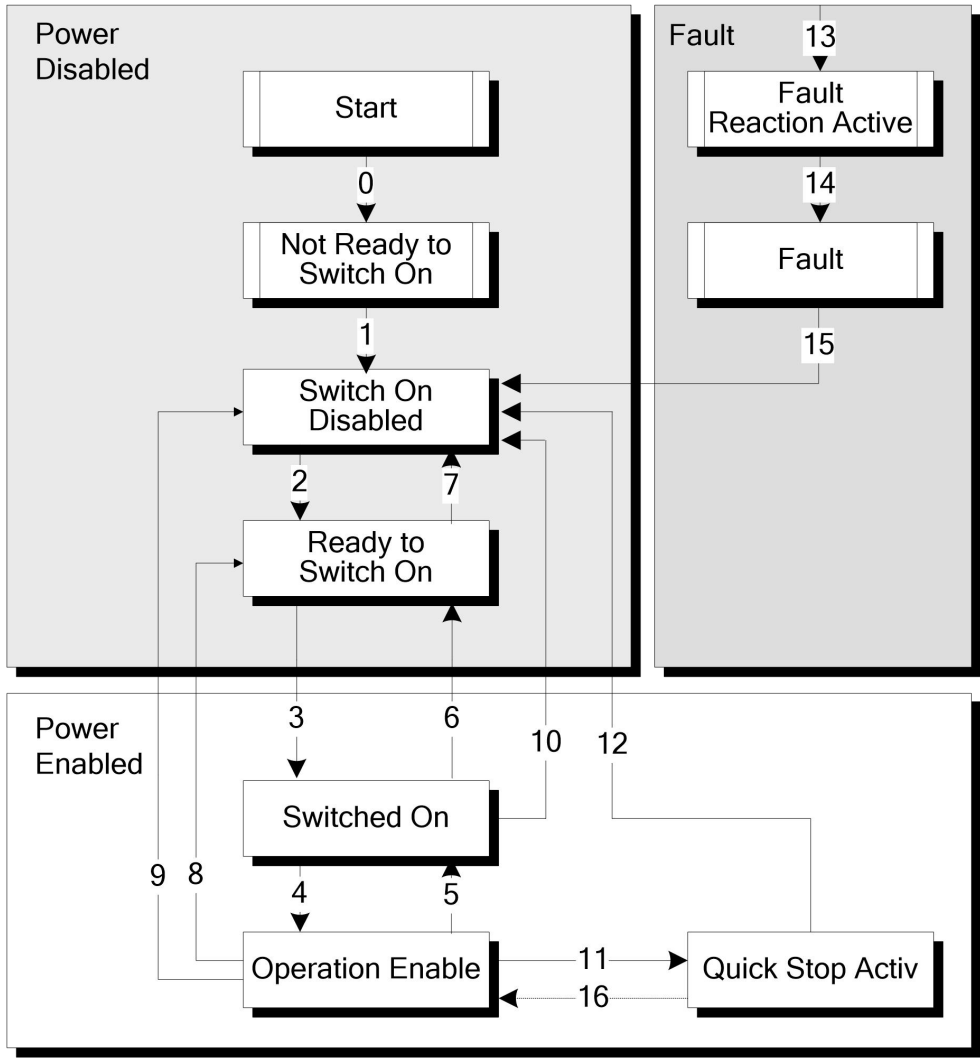 Power
Disabled
Start
0
Not Ready to
Switch On
1
Switch On
Disabled
2
7
Ready to
Switch On
Fault
13
Fault
Reaction Active
14
Fault
15
Power
Enabled
3
6
10
12
Switched On
9
8
4
5
Operation Enable
11
16
Quick Stop Activ